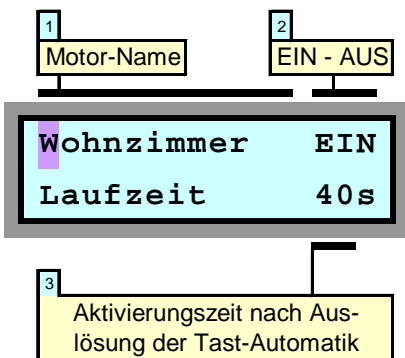 1
2
Motor-Name
EIN - AUS
Wohnzimmer EIN
Laufzeit 40s
3
Aktivierungszeit nach Aus-
lösung der Tast-Automatik